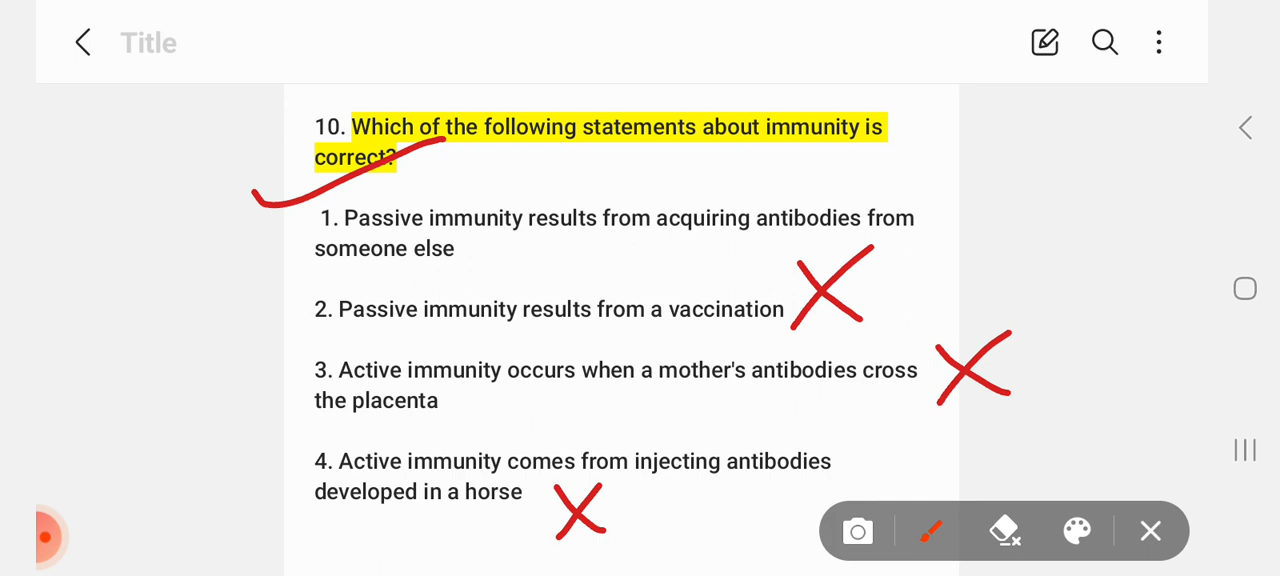 Title
10. Which of the following statements about immunity is
correct?
1. Passive immunity results from acquiring antibodies from
someone else
2. Passive immunity results from a vaccination
3. Active immunity occurs when a mother's antibodies cross
the placenta
4. Active immunity comes from injecting antibodies
developed in a horse